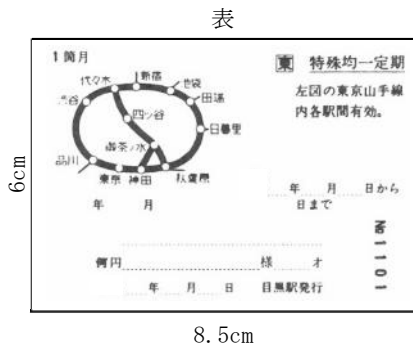 表
1箇月
東 特殊均一定期
代々木
新宿
池袋
田端
渋谷
四ツ谷
日暮里
御茶ノ水
品川
東京 神田
秋葉原
左図の東京山手線
内各駅間有効。
年 月 日から
日まで
年 月
何円 様 才
年 月 日 目黒駅発行
№1101
6cm
8.5cm